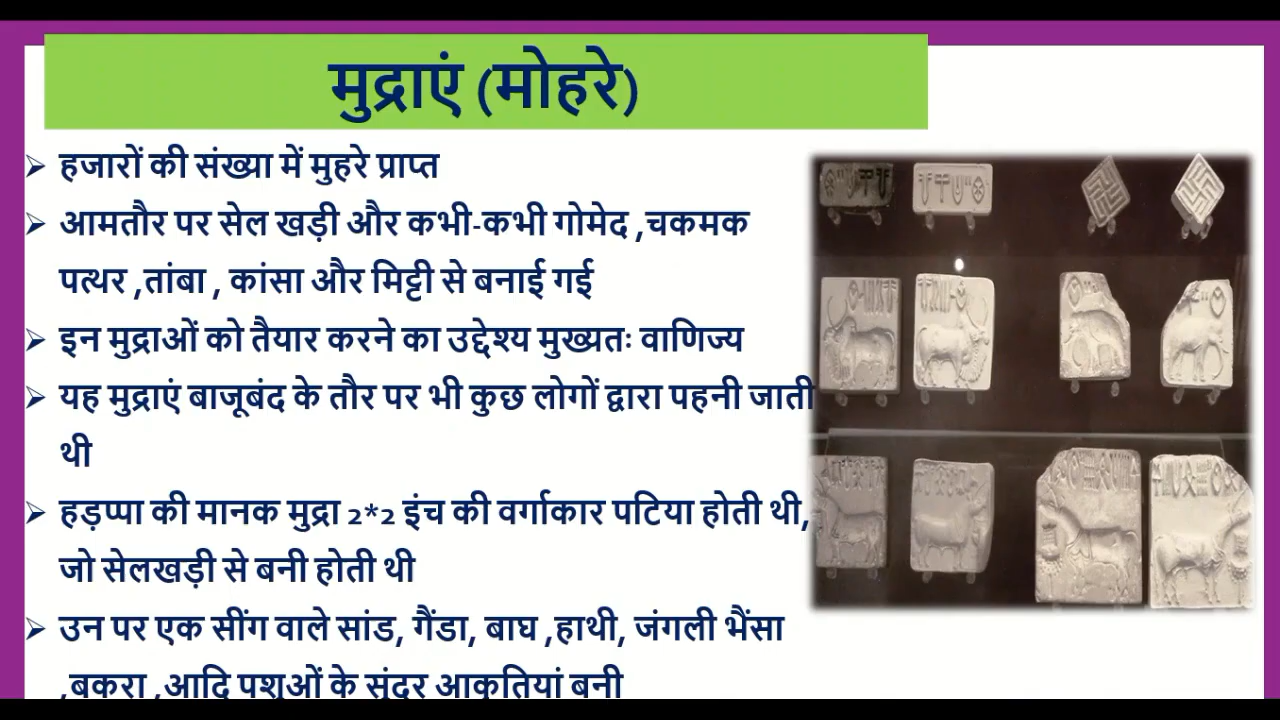 मुद्राएं (मोहरे)
➢ हजारों की संख्या में मुहरे प्राप्त
➢ आमतौर पर सेल खड़ी और कभी-कभी गोमेद ,चकमक
पत्थर ,तांबा , कांसा और मिट्टी से बनाई गई
➢ इन मुद्राओं को तैयार करने का उद्देश्य मुख्यतः वाणिज्य
➢ यह मुद्राएं बाजूबंद के तौर पर भी कुछ लोगों द्वारा पहनी जाती
थी
➢ हड़प्पा की मानक मुद्रा 2*2 इंच की वर्गाकार पटिया होती थी,
जो सेलखड़ी से बनी होती थी
➢ उन पर एक सींग वाले सांड, गैंडा, बाघ ,हाथी, जंगली भैंसा
,बकरा ,आदि पशुओं के सुंदर आकृतियां बनी